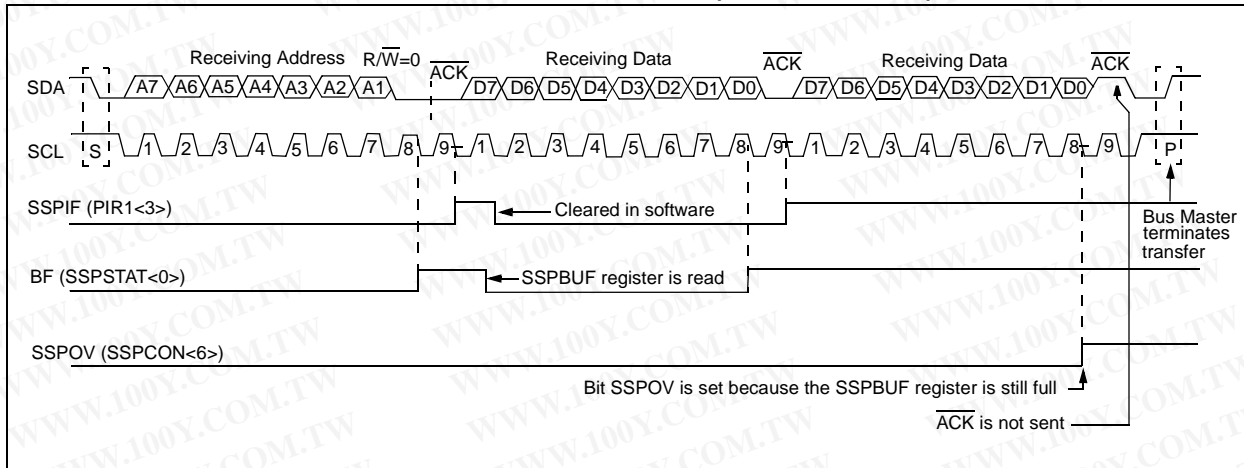 Receiving Address R/W̅=0 A̅C̅K̅ Receiving Data A̅C̅K̅ Receiving Data A̅C̅K̅
SDA A7 A6 A5 A4 A3 A2 A1 D7 D6 D5 D4 D3 D2 D1 D0 D7 D6 D5 D4 D3 D2 D1 D0
SCL S 1 2 3 4 5 6 7 8 9 1 2 3 4 5 6 7 8 9 1 2 3 4 5 6 7 8 9 P
SSPIF (PIR1<3>)
Cleared in software
Bus Master
terminates
transfer
BF (SSPSTAT<0>)
SSPBUF register is read
SSPOV (SSPCON<6>)
Bit SSPOV is set because the SSPBUF register is still full
A̅C̅K̅ is not sent
WWW.100Y.COM.TW